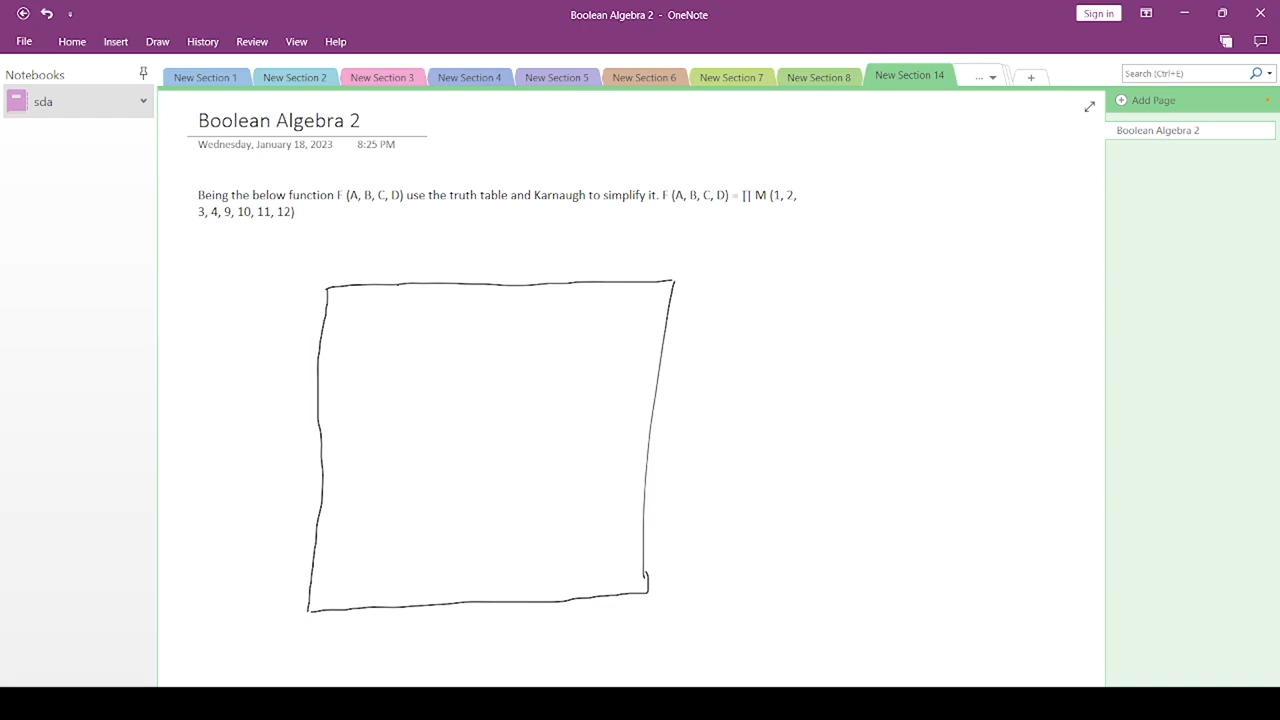 Boolean Algebra 2 - OneNote
Sign in
File Home Insert Draw History Review View Help
Notebooks
New Section 1 New Section 2 New Section 3 New Section 4 New Section 5 New Section 6 New Section 7 New Section 8 New Section 14 ...
Search (Ctrl+E)
sda
Add Page
Boolean Algebra 2
Boolean Algebra 2
Wednesday, January 18, 2023 8:25 PM
Being the below function F (A, B, C, D) use the truth table and Karnaugh to simplify it. F (A, B, C, D) = ∏ M (1, 2,
3, 4, 9, 10, 11, 12)